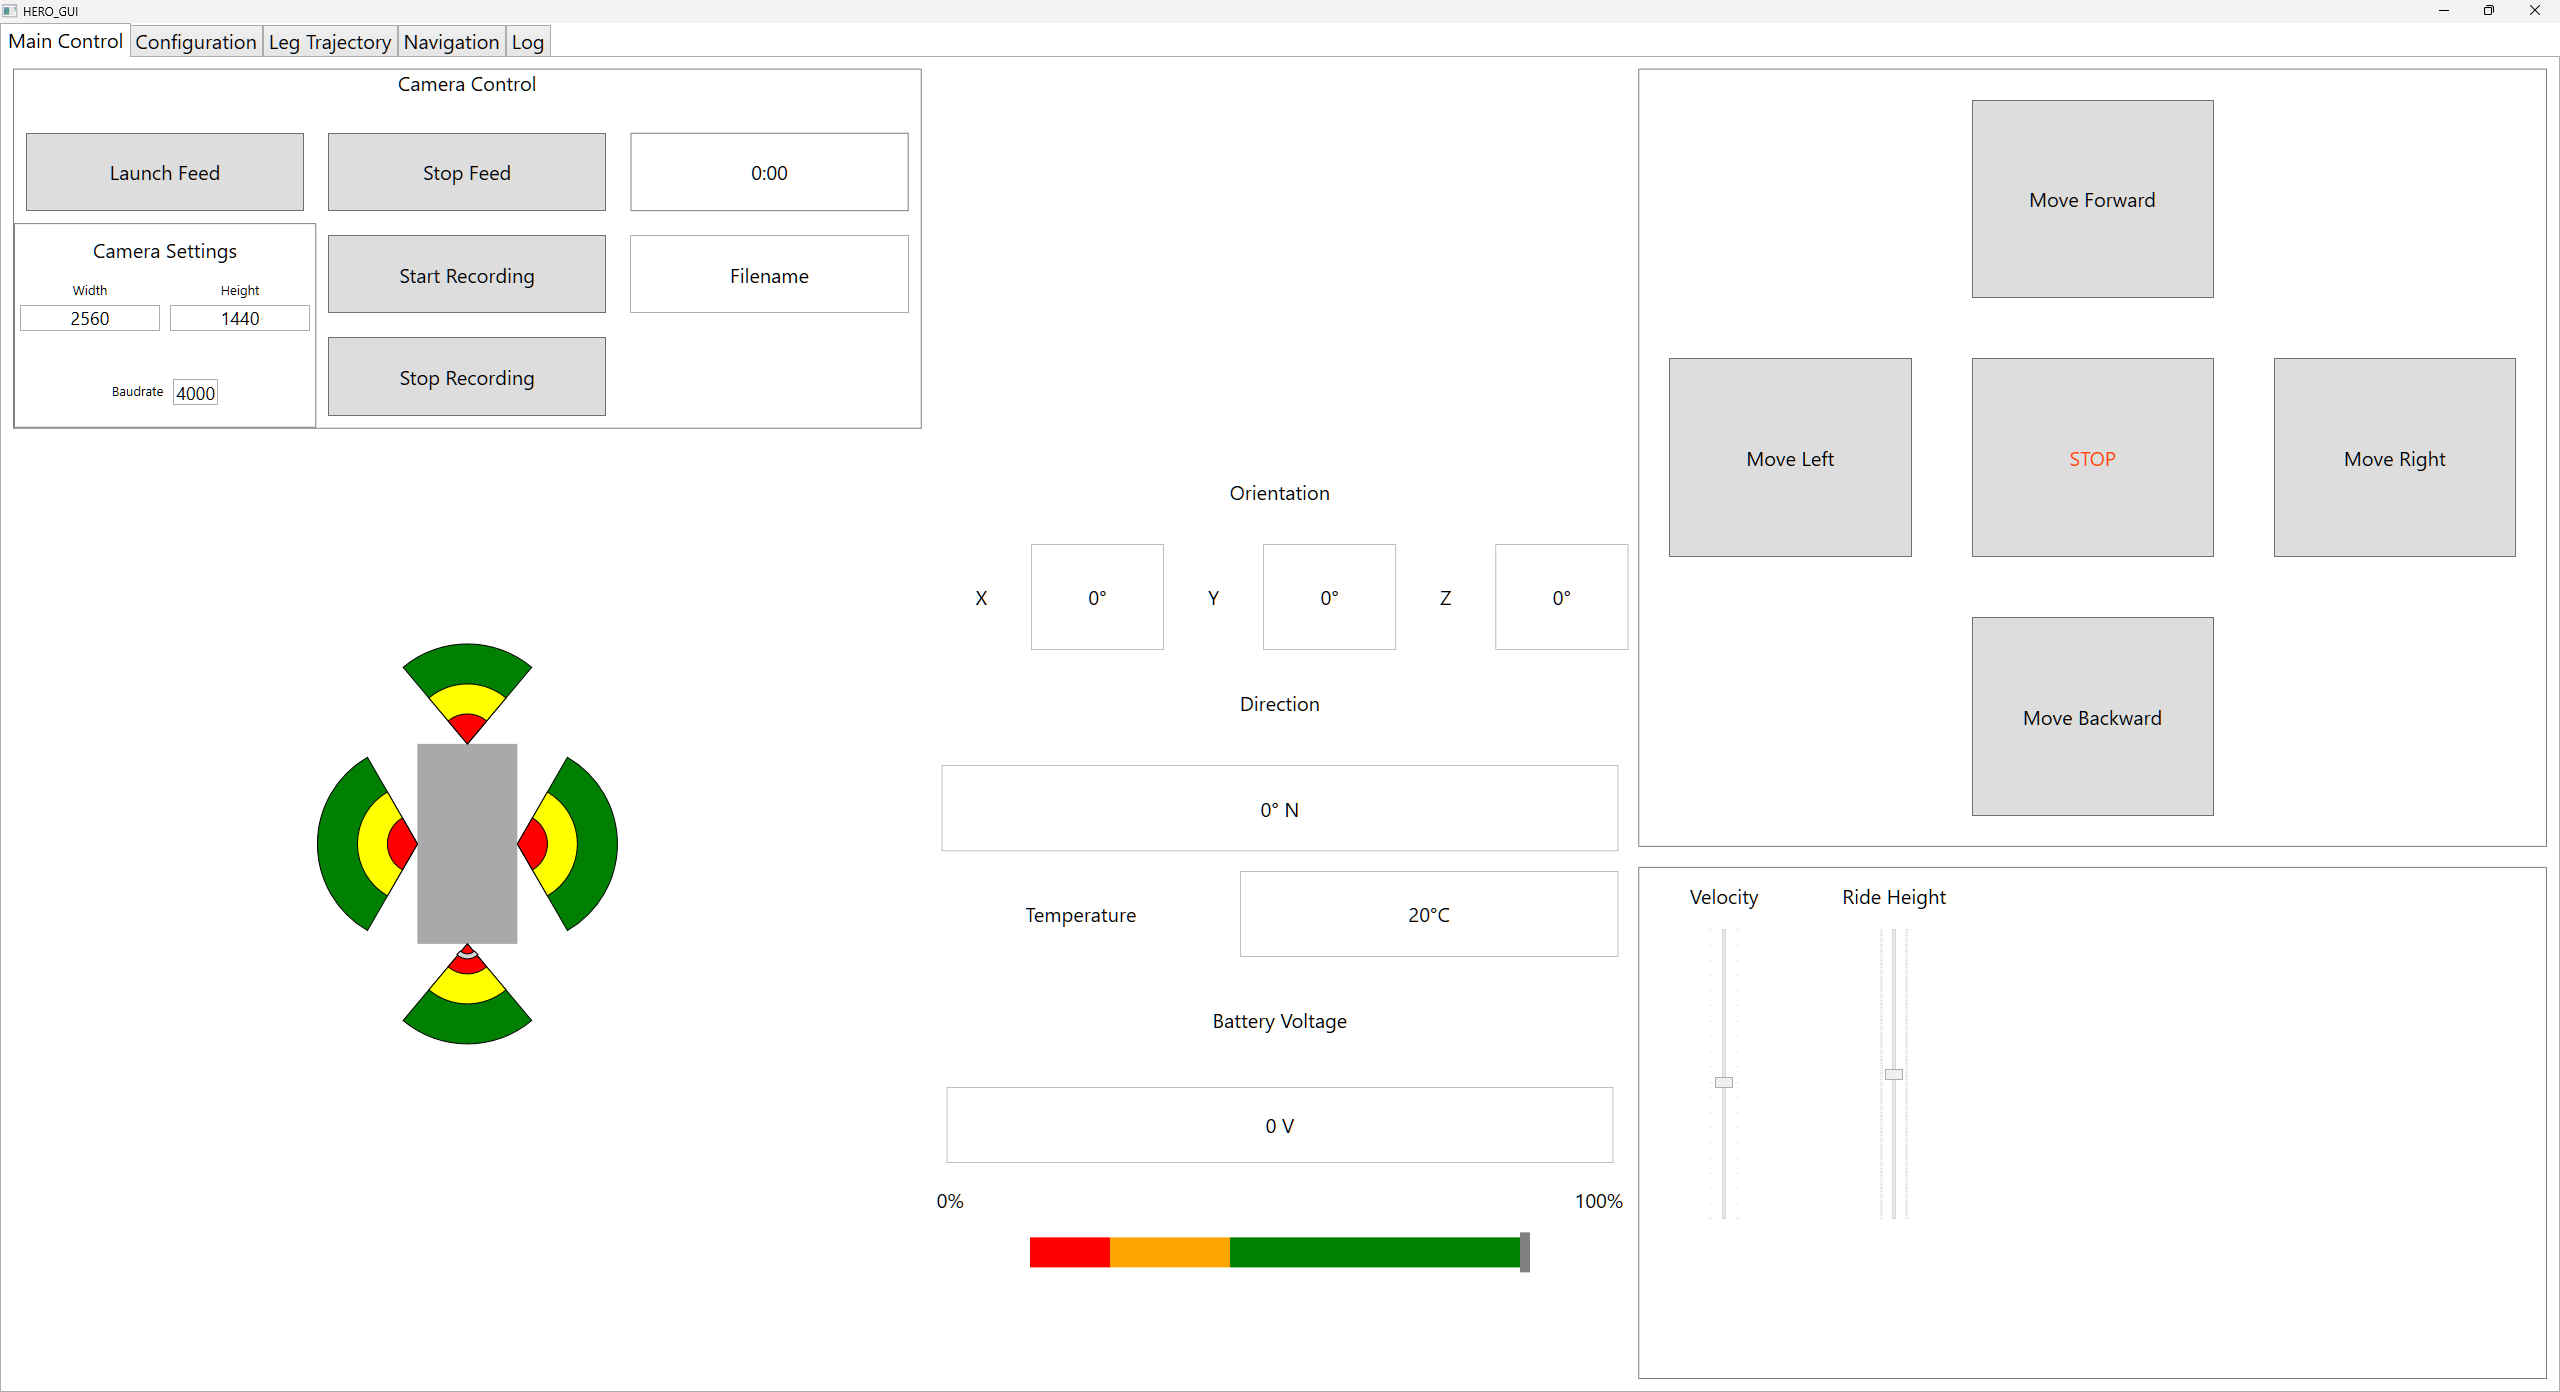 HERO_GUI
Main Control Configuration Leg Trajectory Navigation Log
Camera Control
Launch Feed
Stop Feed
0:00
Camera Settings
Width
Height
2560
1440
Baudrate 4000
Start Recording
Filename
Stop Recording
Orientation
X
0°
Y
0°
Z
0°
Direction
0° N
Temperature
20°C
Battery Voltage
0 V
0%
100%
Move Forward
Move Left
STOP
Move Right
Move Backward
Velocity
Ride Height